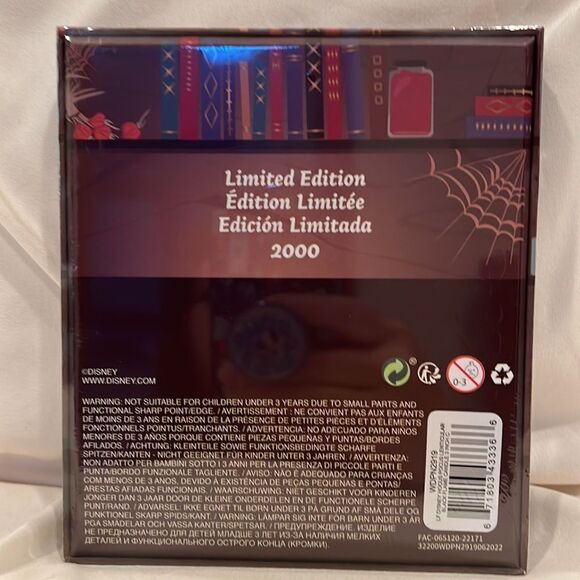 Limited Edition
Édition Limitée
Edición Limitada
2000
©DISNEY
WWW.DISNEY.COM
0-3
WARNING: NOT SUITABLE FOR CHILDREN UNDER 3 YEARS DUE TO SMALL PARTS AND
FUNCTIONAL SHARP POINT/EDGE. / AVERTISSEMENT : NE CONVIENT PAS AUX ENFANTS
DE MOINS DE 3 ANS EN RAISON DE LA PRÉSENCE DE PETITES PIÈCES ET D'ÉLÉMENTS
FONCTIONNELS POINTUS/TRANCHANTS. / ADVERTENCIA: NO ADECUADO PARA NIÑOS
MENORES DE 3 AÑOS PORQUE CONTIENE PIEZAS PEQUEÑAS Y PUNTAS/BORDES
AFILADOS. / ACHTUNG: KLEINTEILE SOWIE FUNKTIONSBEDINGTE SCHARFE
SPITZEN/KANTEN - NICHT GEEIGNET FÜR KINDER UNTER 3 JAHREN. / AVVERTENZA:
NON ADATTO PER BAMBINI SOTTO I 3 ANNI PER LA PRESENZA DI PICCOLE PARTI E
PUNTA/BORDO FUNZIONALE TAGLIENTE. / AVISO: NÃO É ADEQUADO PARA CRIANÇAS
COM MENOS DE 3 ANOS, DEVIDO À EXISTÊNCIA DE PEÇAS PEQUENAS E PONTAS/
ARESTAS AFIADAS FUNCIONAIS. / WAARSCHUWING: NIET GESCHIKT VOOR KINDEREN
JONGER DAN 3 JAAR DOOR DE KLEINE ONDERDELEN EN DE FUNCTIONELE SCHERPE
PUNT/RAND. / ADVARSEL: IKKE EGNET TIL BØRN UNDER 3 PÅ GRUND AF SMÅ DELE OG
FUNKTIONEL SKARP SPIDS/KANT. / VARNING: LÄMPAR SIG INTE FÖR BARN UNDER 3 ÅR
PGA SMÅDELAR OCH VASSA KANTER/SPETSAR. / ПРЕДУПРЕЖДЕНИЕ. ИЗДЕЛИЕ
НЕ ПРЕДНАЗНАЧЕНО ДЛЯ ДЕТЕЙ МЛАДШЕ 3 ЛЕТ ИЗ-ЗА НАЛИЧИЯ МЕЛКИХ
ДЕТАЛЕЙ И ФУНКЦИОНАЛЬНОГО ОСТРОГО КОНЦА (КРОМКИ).
WDPN2919
6 71803 43336 6
FAC-065120-22171
32200WDPN2919062022